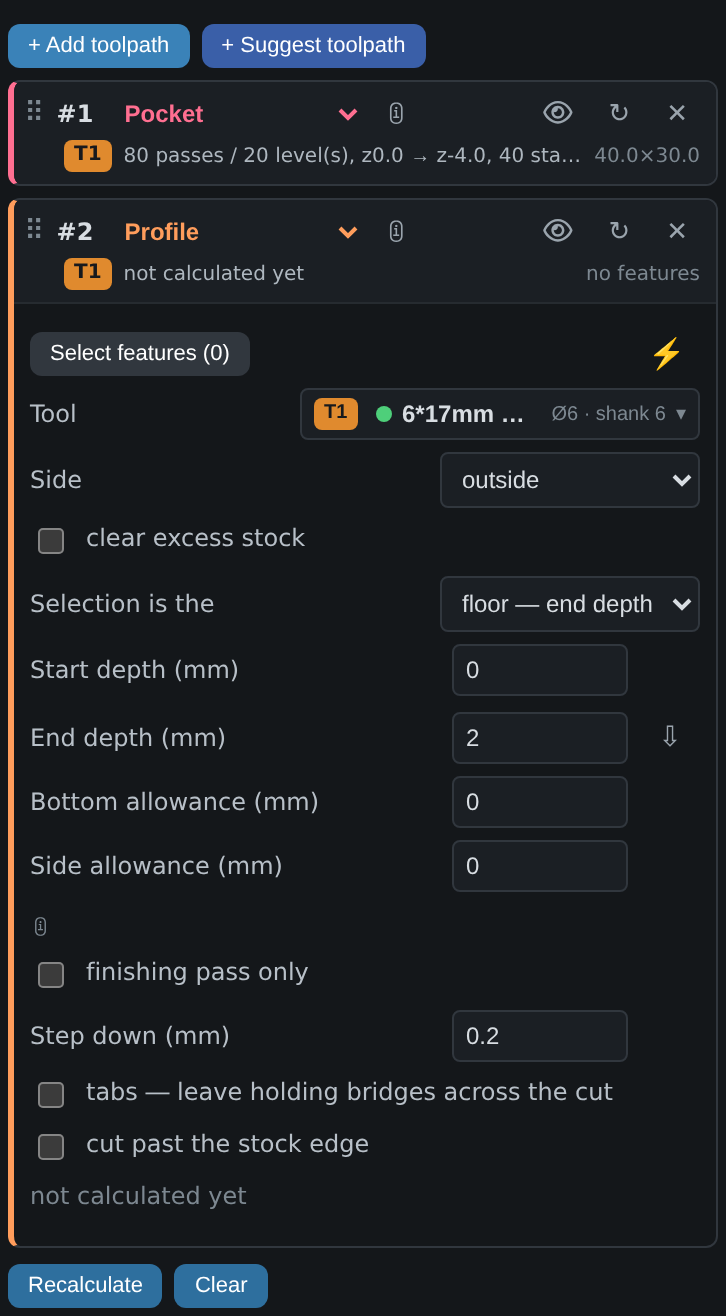 + Add toolpath + Suggest toolpath
#1 Pocket
T1 80 passes / 20 level(s), z0.0 → z-4.0, 40 sta… 40.0×30.0
#2 Profile
T1 not calculated yet no features
Select features (0)
Tool T1 6*17mm … Ø6 · shank 6
Side outside
clear excess stock
Selection is the floor — end depth
Start depth (mm) 0
End depth (mm) 2
Bottom allowance (mm) 0
Side allowance (mm) 0
finishing pass only
Step down (mm) 0.2
tabs — leave holding bridges across the cut
cut past the stock edge
not calculated yet
Recalculate Clear